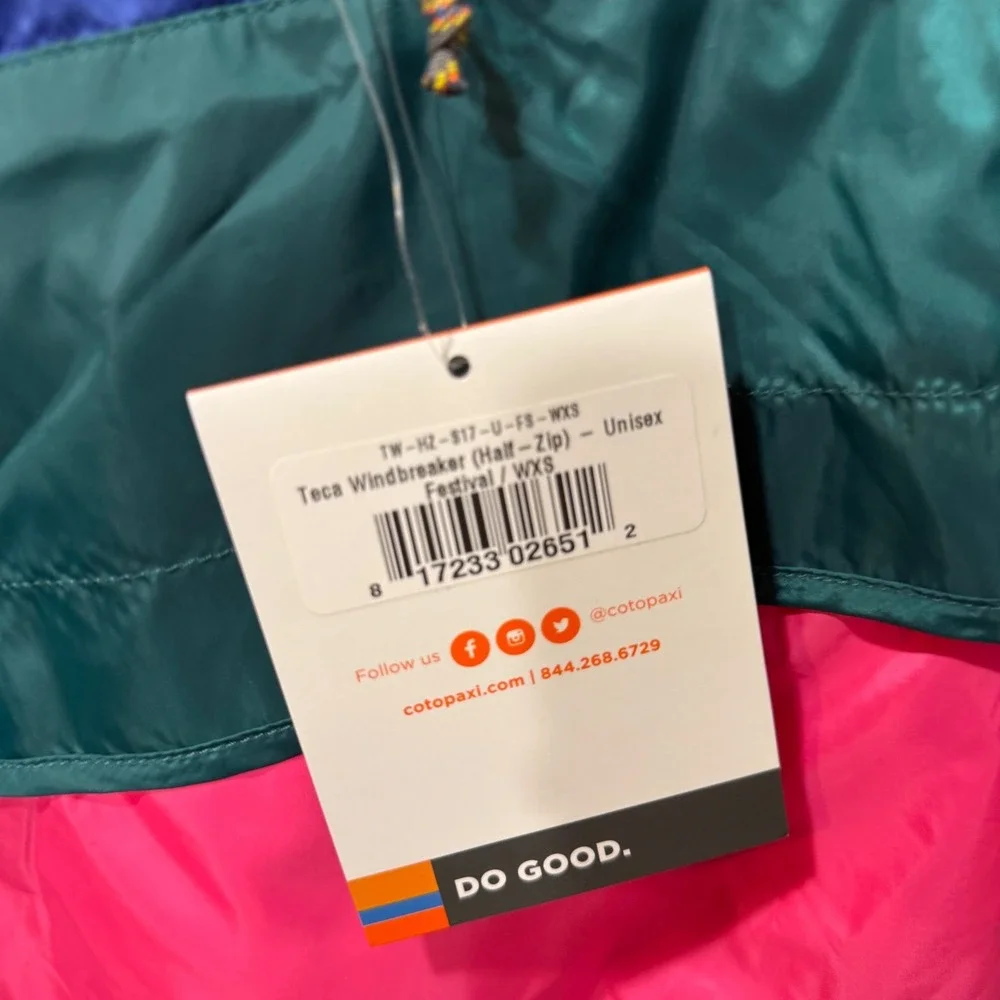 TW-HZ-S17-U-FS-WXS
Teca Windbreaker (Half-Zip) - Unisex
Festival / WXS
8 17233 02651 2
Follow us @cotopaxi
cotopaxi.com | 844.268.6729
DO GOOD.